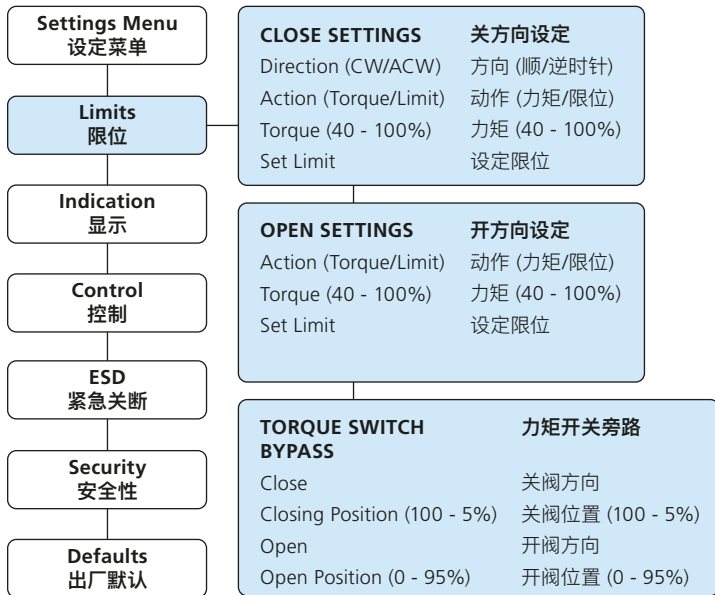 Settings Menu
设定菜单
Limits
限位
Indication
显示
Control
控制
ESD
紧急关断
Security
安全性
Defaults
出厂默认
CLOSE SETTINGS 关方向设定
Direction (CW/ACW) 方向 (顺/逆时针)
Action (Torque/Limit) 动作 (力矩/限位)
Torque (40 - 100%) 力矩 (40 - 100%)
Set Limit 设定限位
OPEN SETTINGS 开方向设定
Action (Torque/Limit) 动作 (力矩/限位)
Torque (40 - 100%) 力矩 (40 - 100%)
Set Limit 设定限位
TORQUE SWITCH 力矩开关旁路
BYPASS
Close 关阀方向
Closing Position (100 - 5%) 关阀位置 (100 - 5%)
Open 开阀方向
Open Position (0 - 95%) 开阀位置 (0 - 95%)